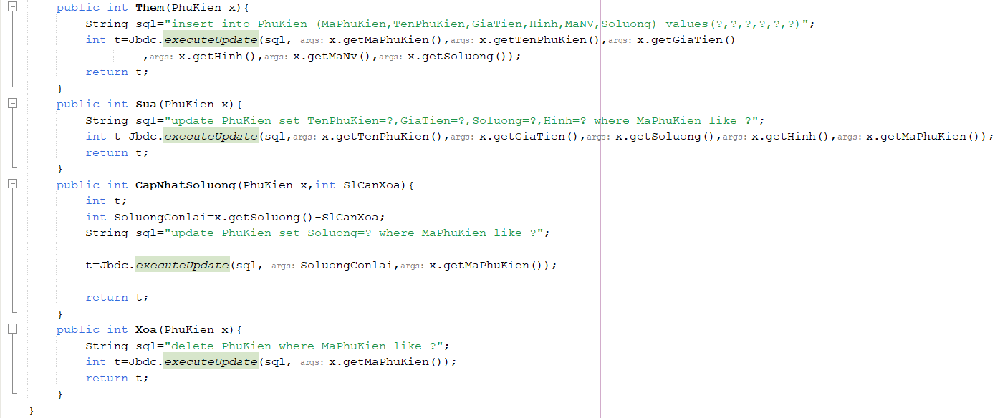 public int Them(PhuKien x){
String sql="insert into PhuKien (MaPhuKien,TenPhuKien,GiaTien,Hinh,MaNV,Soluong) values(?,?,?,?,?,?)";
int t=Jbdc.executeUpdate(sql, args: x.getMaPhuKien(),args: x.getTenPhuKien(),args: x.getGiaTien()
,args: x.getHinh(),args: x.getMaNv(),args: x.getSoluong());
return t;
}
public int Sua(PhuKien x){
String sql="update PhuKien set TenPhuKien=?,GiaTien=?,Soluong=?,Hinh=? where MaPhuKien like ?";
int t=Jbdc.executeUpdate(sql,args: x.getTenPhuKien(),args: x.getGiaTien(),args: x.getSoluong(),args: x.getHinh(),args: x.getMaPhuKien());
return t;
}
public int CapNhatSoluong(PhuKien x,int SlCanXoa){
int t;
int SoluongConlai=x.getSoluong()-SlCanXoa;
String sql="update PhuKien set Soluong=? where MaPhuKien like ?";
t=Jbdc.executeUpdate(sql, args: SoluongConlai,args: x.getMaPhuKien());
return t;
}
public int Xoa(PhuKien x){
String sql="delete PhuKien where MaPhuKien like ?";
int t=Jbdc.executeUpdate(sql, args: x.getMaPhuKien());
return t;
}
}